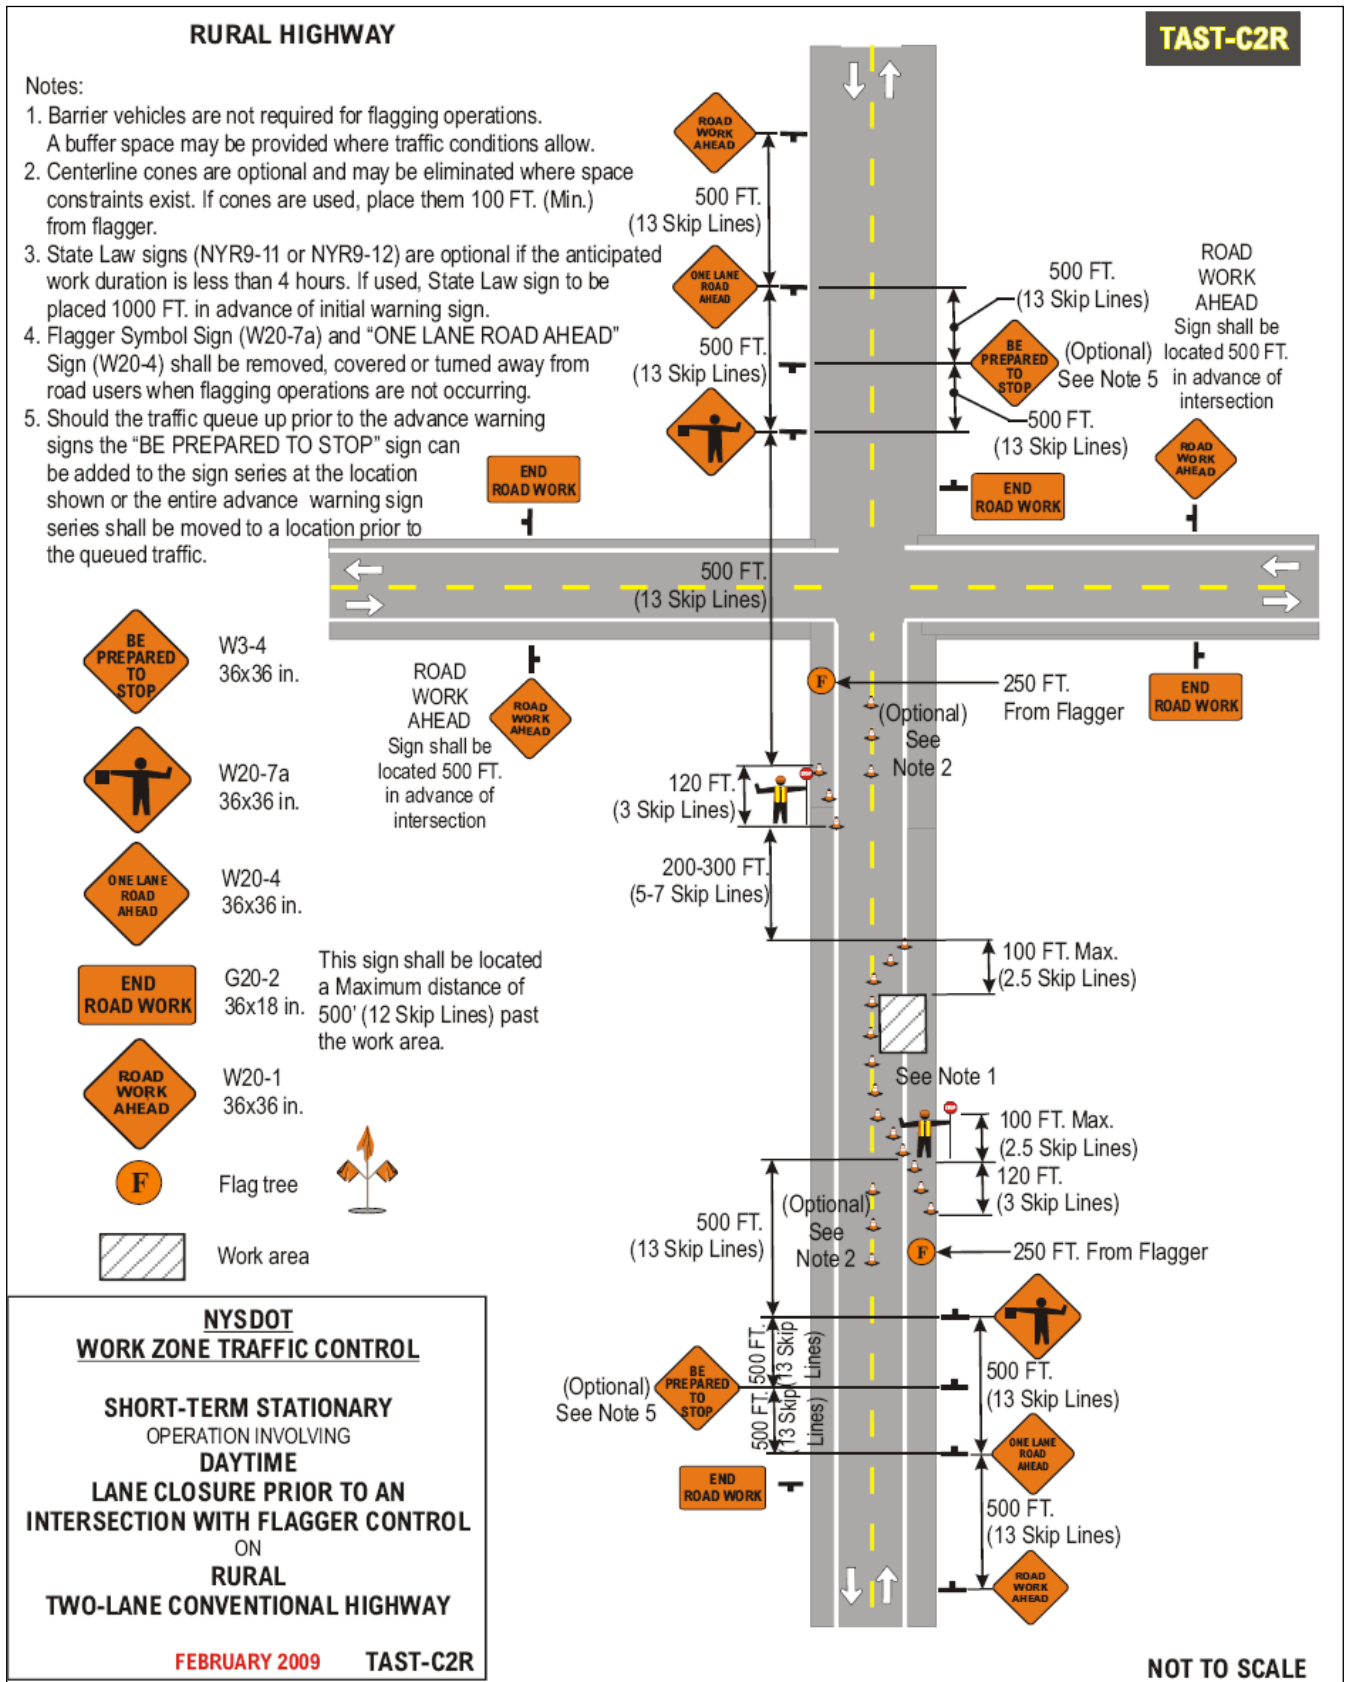 RURAL HIGHWAY
TAST-C2R
Notes:
1. Barrier vehicles are not required for flagging operations.
A buffer space may be provided where traffic conditions allow.
2. Centerline cones are optional and may be eliminated where space
constraints exist. If cones are used, place them 100 FT. (Min.)
from flagger.
3. State Law signs (NYR9-11 or NYR9-12) are optional if the anticipated
work duration is less than 4 hours. If used, State Law sign to be
placed 1000 FT. in advance of initial warning sign.
4. Flagger Symbol Sign (W20-7a) and “ONE LANE ROAD AHEAD”
Sign (W20-4) shall be removed, covered or turned away from
road users when flagging operations are not occurring.
5. Should the traffic queue up prior to the advance warning
signs the “BE PREPARED TO STOP” sign can
be added to the sign series at the location
shown or the entire advance warning sign
series shall be moved to a location prior to
the queued traffic.
ROAD
WORK
AHEAD
500 FT.
(13 Skip Lines)
ONE LANE
ROAD
AHEAD
500 FT.
(13 Skip Lines)
500 FT.
(13 Skip Lines)
BE
PREPARED
TO
STOP
(Optional)
See Note 5
500 FT.
(13 Skip Lines)
ROAD
WORK
AHEAD
Sign shall be
located 500 FT.
in advance of
intersection
ROAD
WORK
AHEAD
END
ROAD WORK
END
ROAD WORK
500 FT.
(13 Skip Lines)
BE
PREPARED
TO
STOP
W3-4
36x36 in.
W20-7a
36x36 in.
ONE LANE
ROAD
AHEAD
W20-4
36x36 in.
END
ROAD WORK
G20-2
36x18 in.
This sign shall be located
a Maximum distance of
500' (12 Skip Lines) past
the work area.
ROAD
WORK
AHEAD
W20-1
36x36 in.
F
Flag tree
Work area
ROAD
WORK
AHEAD
Sign shall be
located 500 FT.
in advance of
intersection
ROAD
WORK
AHEAD
F
250 FT.
From Flagger
END
ROAD WORK
(Optional)
See
Note 2
120 FT.
(3 Skip Lines)
200-300 FT.
(5-7 Skip Lines)
100 FT. Max.
(2.5 Skip Lines)
See Note 1
100 FT. Max.
(2.5 Skip Lines)
120 FT.
(3 Skip Lines)
500 FT.
(13 Skip Lines)
(Optional)
See
Note 2
F
250 FT. From Flagger
500 FT.
(13 Skip
Lines)
500 FT.
(13 Skip
Lines)
(Optional)
See Note 5
BE
PREPARED
TO
STOP
500 FT.
(13 Skip Lines)
ONE LANE
ROAD
AHEAD
END
ROAD WORK
500 FT.
(13 Skip Lines)
ROAD
WORK
AHEAD
NYSDOT
WORK ZONE TRAFFIC CONTROL
SHORT-TERM STATIONARY
OPERATION INVOLVING
DAYTIME
LANE CLOSURE PRIOR TO AN
INTERSECTION WITH FLAGGER CONTROL
ON
RURAL
TWO-LANE CONVENTIONAL HIGHWAY
FEBRUARY 2009 TAST-C2R
NOT TO SCALE